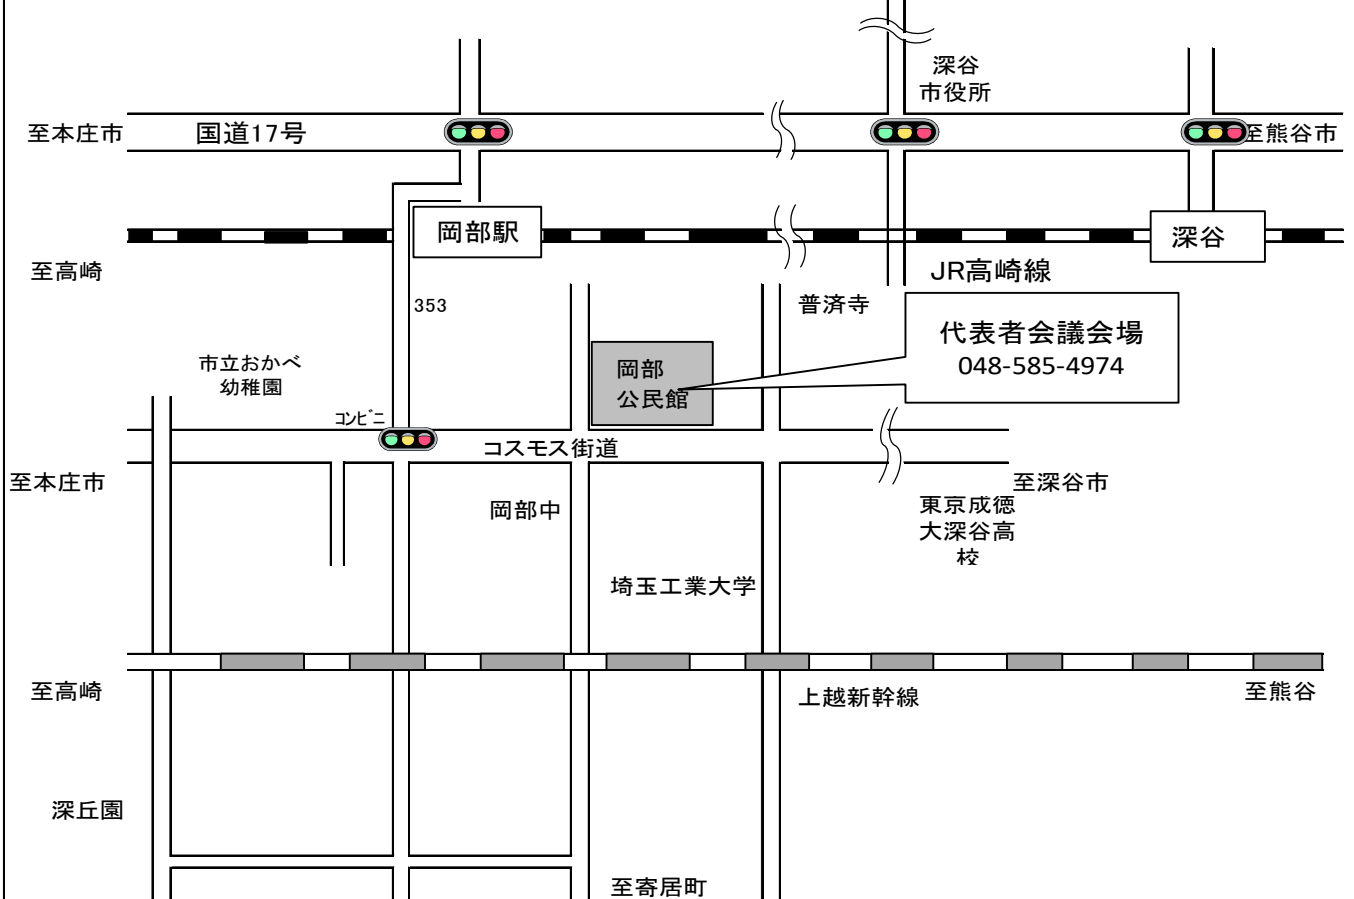 深谷
市役所
至本庄市
国道17号
至熊谷市
岡部駅
深谷
至高崎
JR高崎線
353
普済寺
代表者会議会場
048-585-4974
市立おかべ
幼稚園
岡部
公民館
コンビニ
コスモス街道
至本庄市
至深谷市
岡部中
東京成徳
大深谷高
校
埼玉工業大学
至高崎
上越新幹線
至熊谷
深丘園
至寄居町